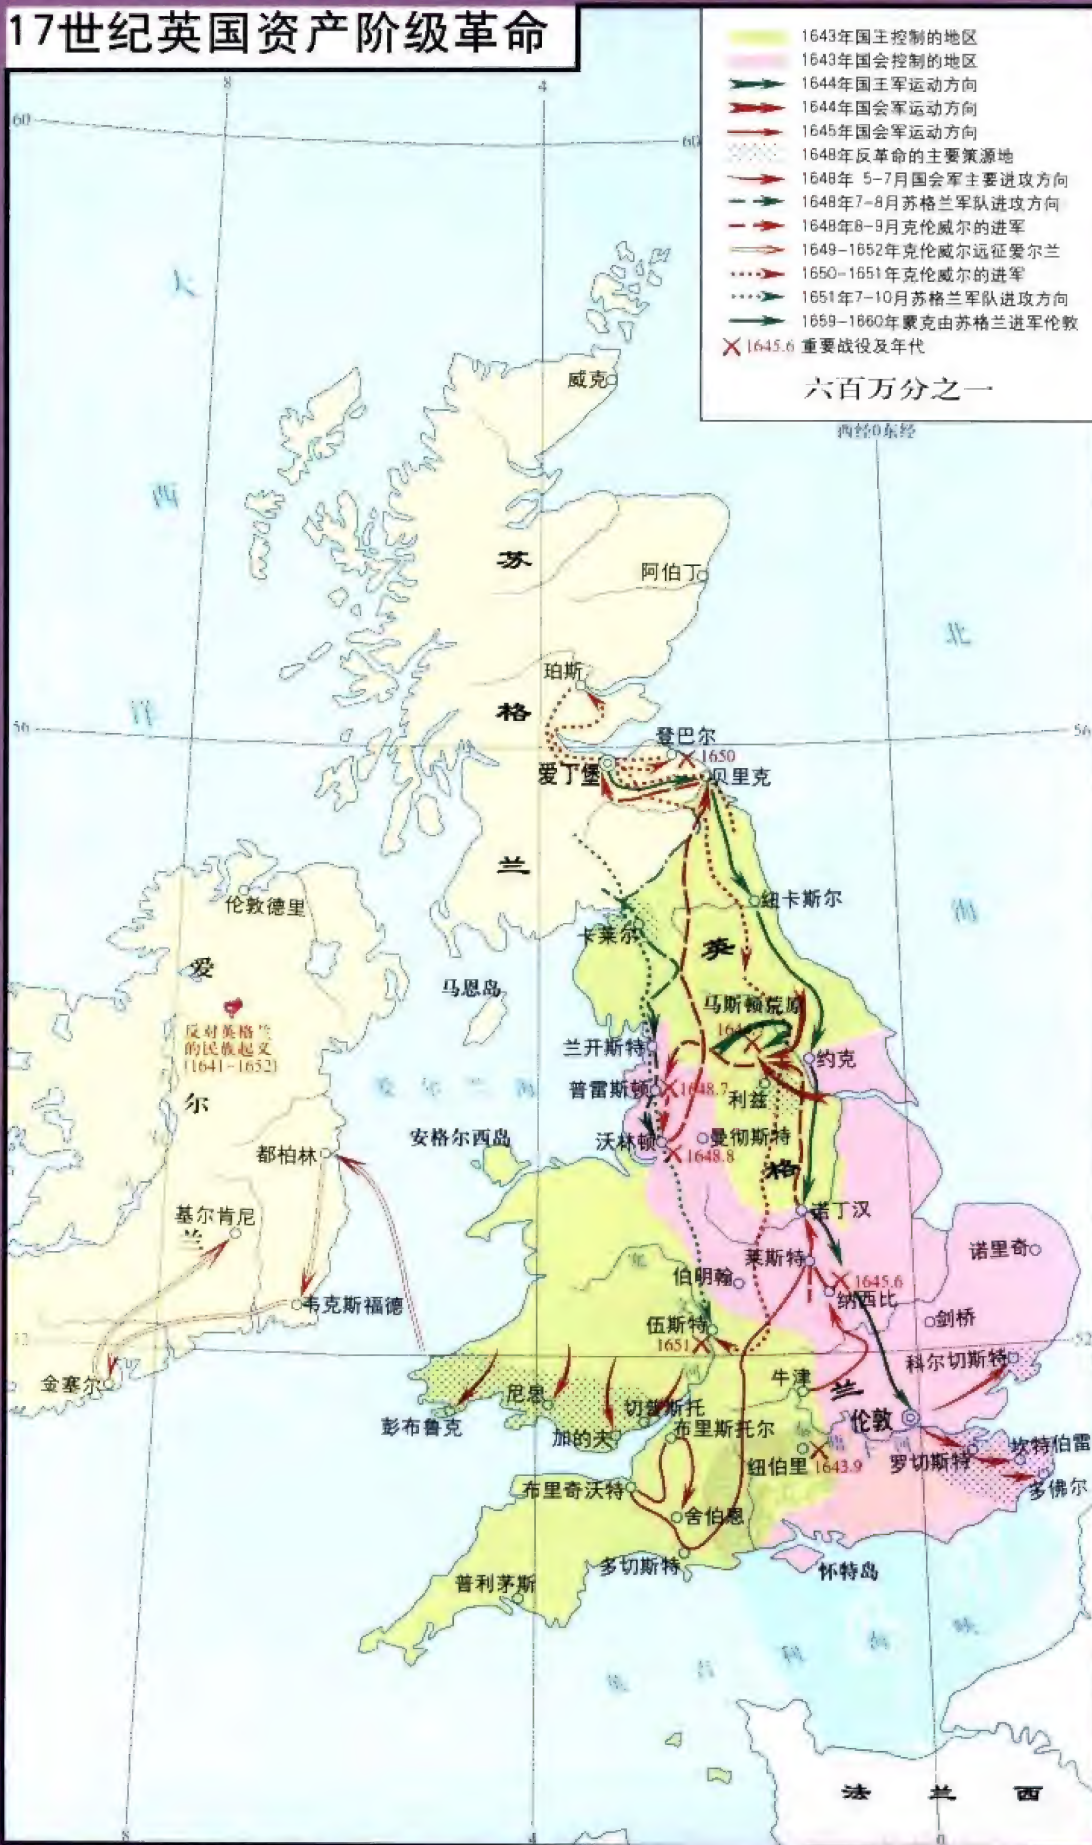 17世纪英国资产阶级革命
1643年国王控制的地区
1643年国会控制的地区
1644年国王军运动方向
1644年国会军运动方向
1645年国会军运动方向
1648年反革命的主要策源地
1648年 5-7月国会军主要进攻方向
1648年7-8月苏格兰军队进攻方向
1648年8-9月克伦威尔的进军
1649-1652年克伦威尔远征爱尔兰
1650-1651年克伦威尔的进军
1651年7-10月苏格兰军队进攻方向
1659-1660年蒙克由苏格兰进军伦敦
1645.6 重要战役及年代
六百万分之一
西经0东经
8
4
60
60
大
西
洋
威克
苏
格
兰
阿伯丁
北
海
珀斯
56
56
登巴尔
1650
爱丁堡
贝里克
伦敦德里
纽卡斯尔
卡莱尔
英
格
兰
爱
尔
兰
马恩岛
反对英格兰
的民族起义
(1641-1652)
马斯顿荒原
兰开斯特
约克
爱尔兰海
普雷斯顿
1648.7
利兹
安格尔西岛
沃林顿
曼彻斯特
1648.8
都柏林
基尔肯尼
诺丁汉
莱斯特
诺里奇
伯明翰
1645.6
纳西比
韦克斯福德
剑桥
伍斯特
1651
52
科尔切斯特
金塞尔
牛津
尼思
切普斯托
彭布鲁克
加的夫
布里斯托尔
伦敦
纽伯里
1643.9
罗切斯特
坎特伯雷
多佛尔
布里奇沃特
舍伯恩
多切斯特
怀特岛
普利茅斯
吉
利
海
峡
法 兰 西
8
4
0